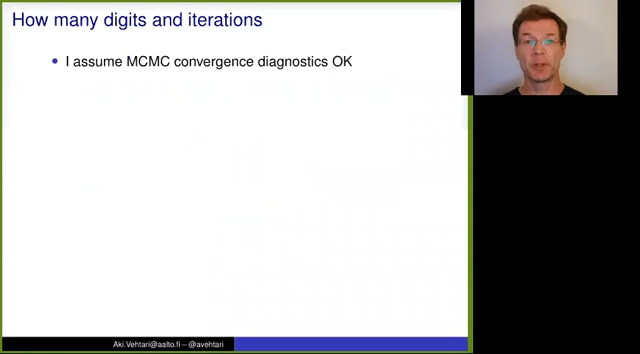 How many digits and iterations
• I assume MCMC convergence diagnostics OK
Aki.Vehtari@aalto.fi – @avehtari